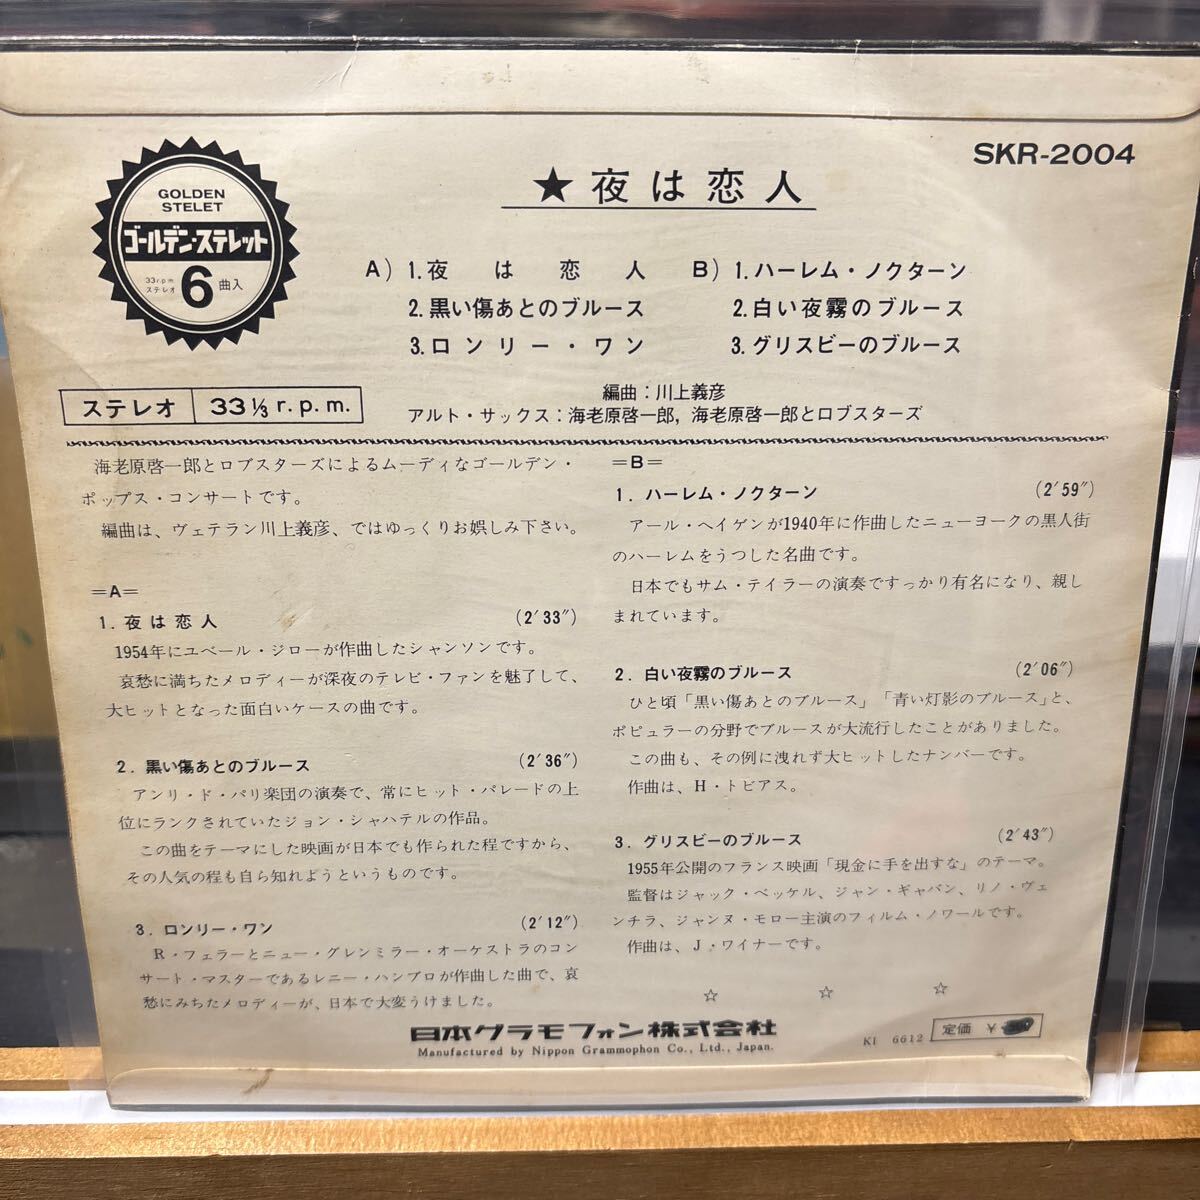 SKR-2004
GOLDEN
STELET
ゴールデン・ステレット
33rpm
ステレオ
6曲入
★夜は恋人
A) 1.夜は恋人
2.黒い傷あとのブルース
3.ロンリー・ワン
B) 1.ハーレム・ノクターン
2.白い夜霧のブルース
3.グリスビーのブルース
ステレオ 33 1/3 r.p.m.
編曲：川上義彦
アルト・サックス：海老原啓一郎，海老原啓一郎とロブスターズ
海老原啓一郎とロブスターズによるムーディなゴールデン・
ポップス・コンサートです。
編曲は、ヴェテラン川上義彦、ではゆっくりお娯しみ下さい。
＝A＝
1．夜は恋人 (2′33″)
1954年にユベール・ジローが作曲したシャンソンです。
哀愁に満ちたメロディーが深夜のテレビ・ファンを魅了して、
大ヒットとなった面白いケースの曲です。
2．黒い傷あとのブルース (2′36″)
アンリ・ド・パリ楽団の演奏で、常にヒット・パレードの上
位にランクされていたジョン・シャハテルの作品。
この曲をテーマにした映画が日本でも作られた程ですから、
その人気の程も自ら知れようというものです。
3．ロンリー・ワン (2′12″)
R・フェラーとニュー・グレンミラー・オーケストラのコン
サート・マスターであるレニー・ハンブロが作曲した曲で、哀
愁にみちたメロディーが、日本で大変うけました。
＝B＝
1．ハーレム・ノクターン (2′59″)
アール・ヘイゲンが1940年に作曲したニューヨークの黒人街
のハーレムをうつした名曲です。
日本でもサム・テイラーの演奏ですっかり有名になり、親し
まれています。
2．白い夜霧のブルース (2′06″)
ひと頃「黒い傷あとのブルース」「青い灯影のブルース」と、
ポピュラーの分野でブルースが大流行したことがありました。
この曲も、その例に洩れず大ヒットしたナンバーです。
作曲は、H・トビアス。
3．グリスビーのブルース (2′43″)
1955年公開のフランス映画「現金に手を出すな」のテーマ。
監督はジャック・ベッケル、ジャン・ギャバン、リノ・ヴェ
ンチラ、ジャンヌ・モロー主演のフィルム・ノワールです。
作曲は、J・ワイナーです。
☆ ☆ ☆
日本グラモフォン株式会社
Manufactured by Nippon Grammophon Co., Ltd., Japan.
KI 6612
定価 ￥